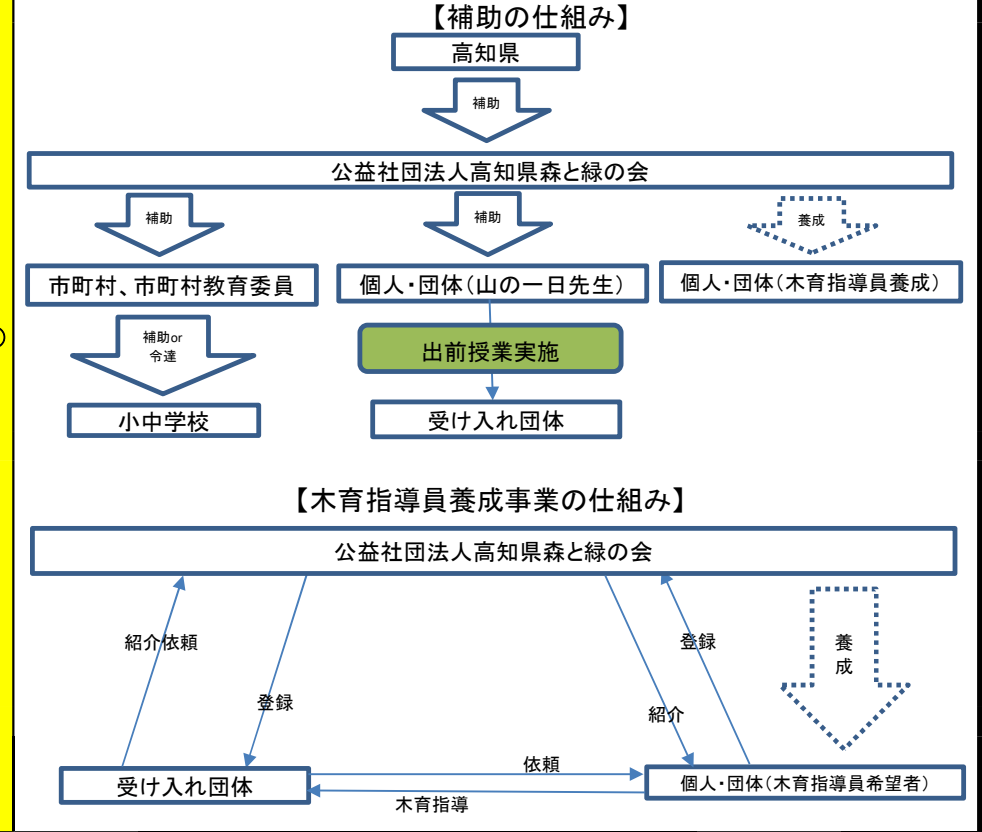 【補助の仕組み】
高知県
補助
公益社団法人高知県森と緑の会
補助
補助
養成
市町村、市町村教育委員
個人・団体（山の一日先生）
個人・団体（木育指導員養成）
補助or
令達
出前授業実施
小中学校
受け入れ団体
【木育指導員養成事業の仕組み】
公益社団法人高知県森と緑の会
紹介依頼
登録
登録
紹介
養
成
受け入れ団体
依頼
木育指導
個人・団体（木育指導員希望者）